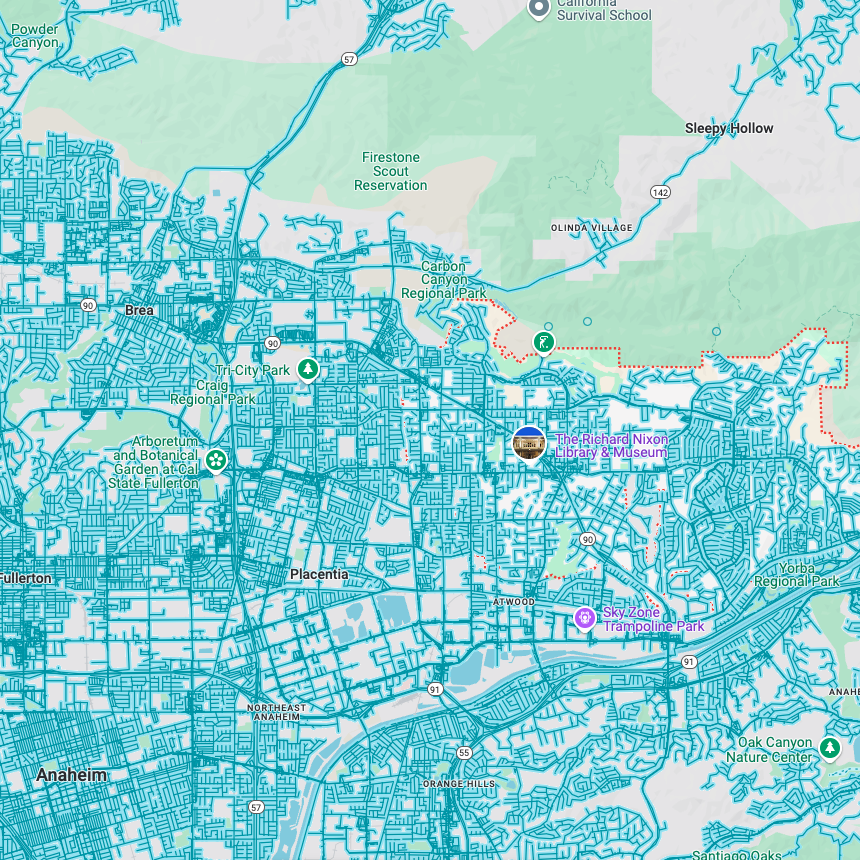 California
Survival School
Powder
Canyon
57
Sleepy Hollow
Firestone
Scout
Reservation
142
OLINDA VILLAGE
Carbon
Canyon
Regional Park
90
Brea
90
Tri-City Park
Craig
Regional Park
The Richard Nixon
Library & Museum
Arboretum
and Botanical
Garden at Cal
State Fullerton
90
Yorba
Regional Park
Fullerton
Placentia
ATWOOD
Sky Zone
Trampoline Park
91
91
ANAHE
NORTHEAST
ANAHEIM
Oak Canyon
Nature Center
55
Anaheim
ORANGE HILLS
57
Santiago Oaks